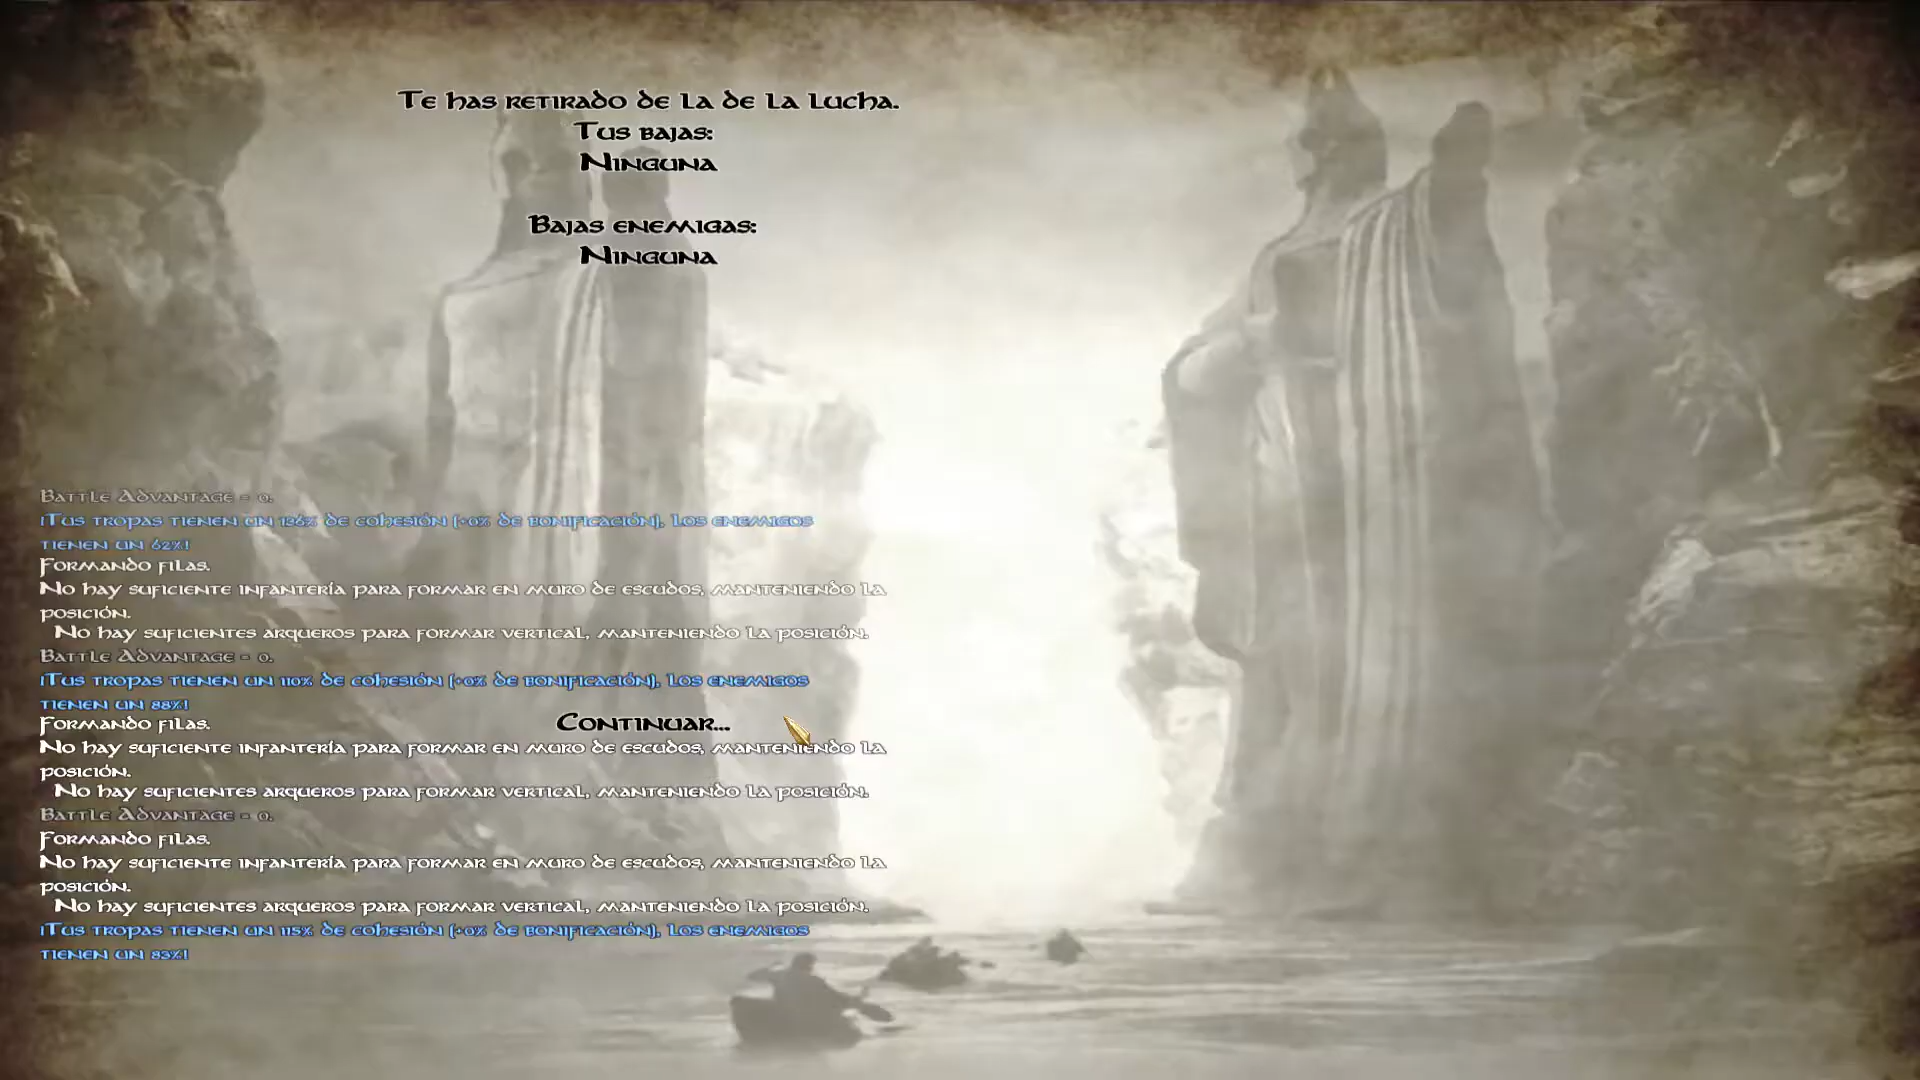 Te has retirado de la de la lucha.
Tus bajas:
Ninguna
Bajas enemigas:
Ninguna
Battle Advantage = 0.
¡Tus tropas tienen un 136% de cohesión (+0% de bonificación), Los enemigos
tienen un 62%!
Formando filas.
No hay suficiente infantería para formar en muro de escudos, manteniendo la
posición.
No hay suficientes arqueros para formar vertical, manteniendo la posición.
Battle Advantage = 0.
¡Tus tropas tienen un 110% de cohesión (+0% de bonificación), Los enemigos
tienen un 88%!
Formando filas.
Continuar...
No hay suficiente infantería para formar en muro de escudos, manteniendo la
posición.
No hay suficientes arqueros para formar vertical, manteniendo la posición.
Battle Advantage = 0.
Formando filas.
No hay suficiente infantería para formar en muro de escudos, manteniendo la
posición.
No hay suficientes arqueros para formar vertical, manteniendo la posición.
¡Tus tropas tienen un 115% de cohesión (+0% de bonificación), Los enemigos
tienen un 83%!